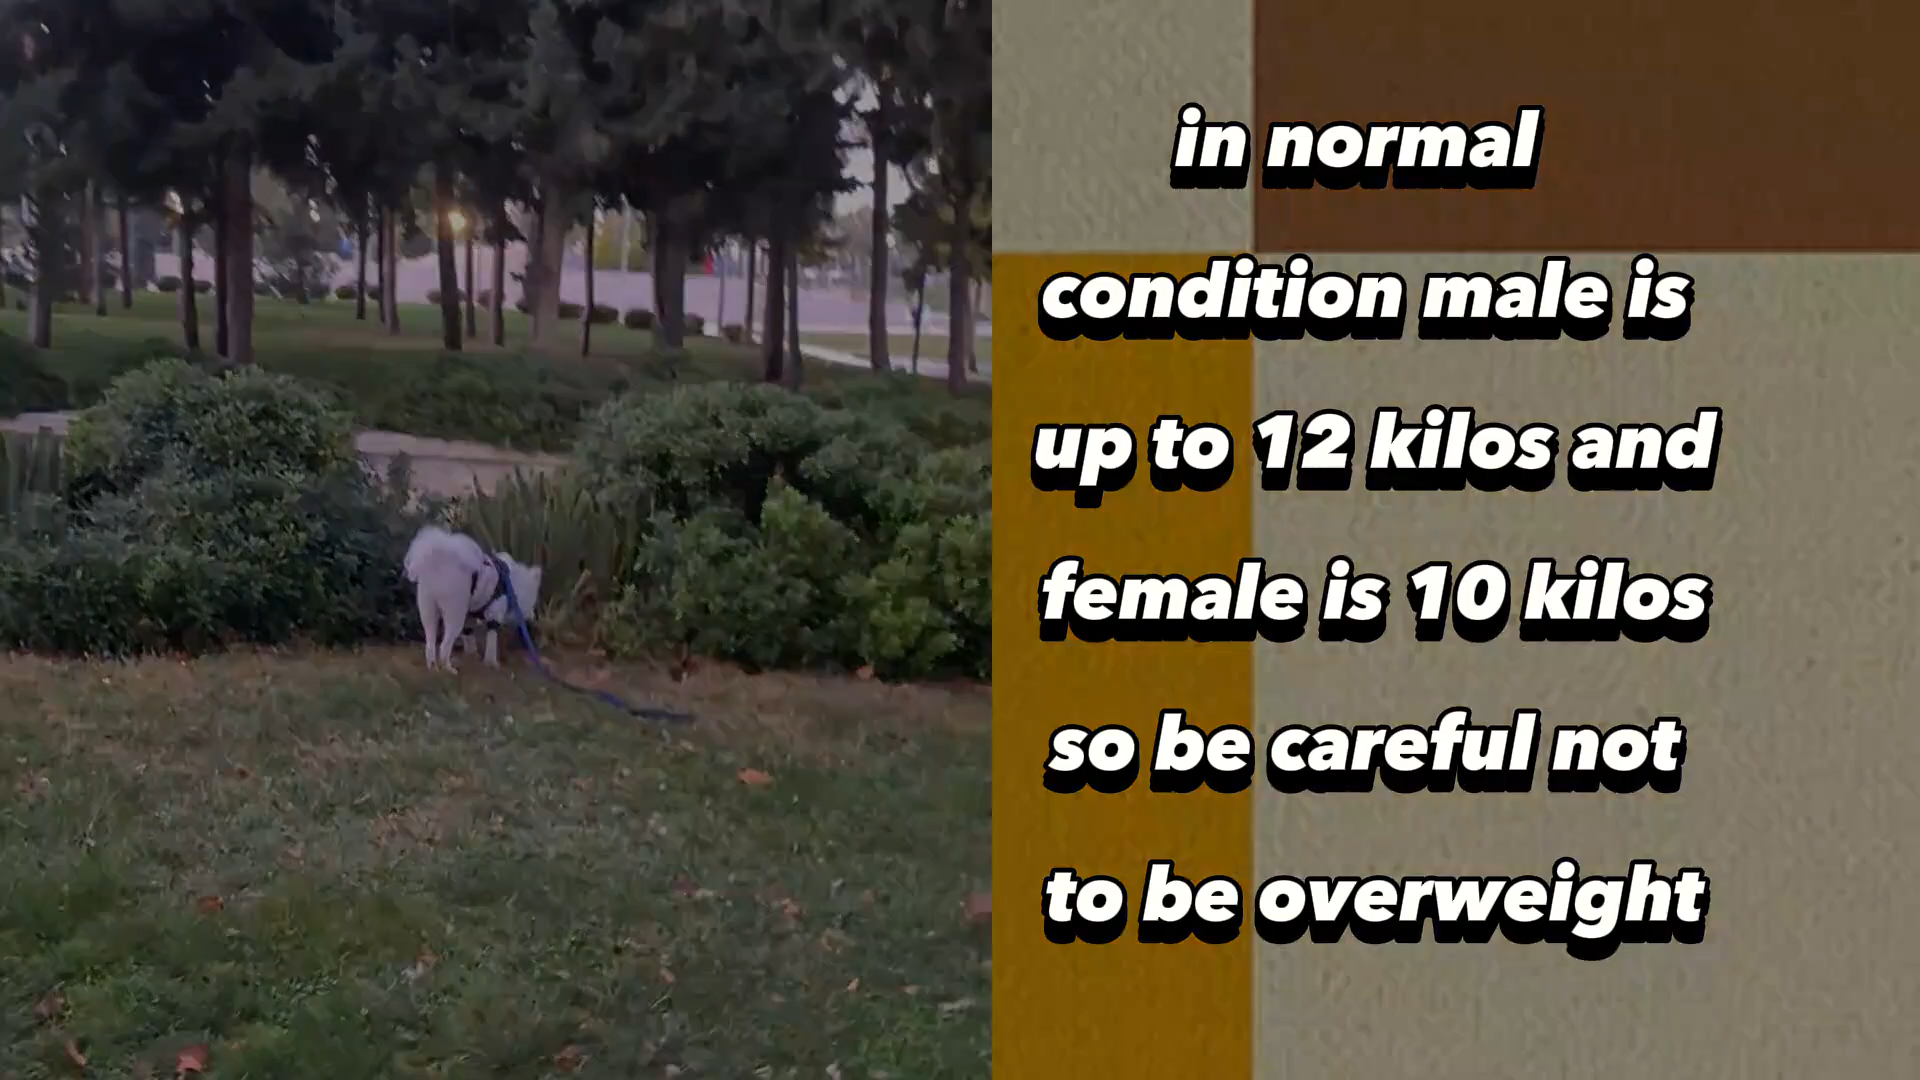 in normal
condition male is
up to 12 kilos and
female is 10 kilos
so be careful not
to be overweight